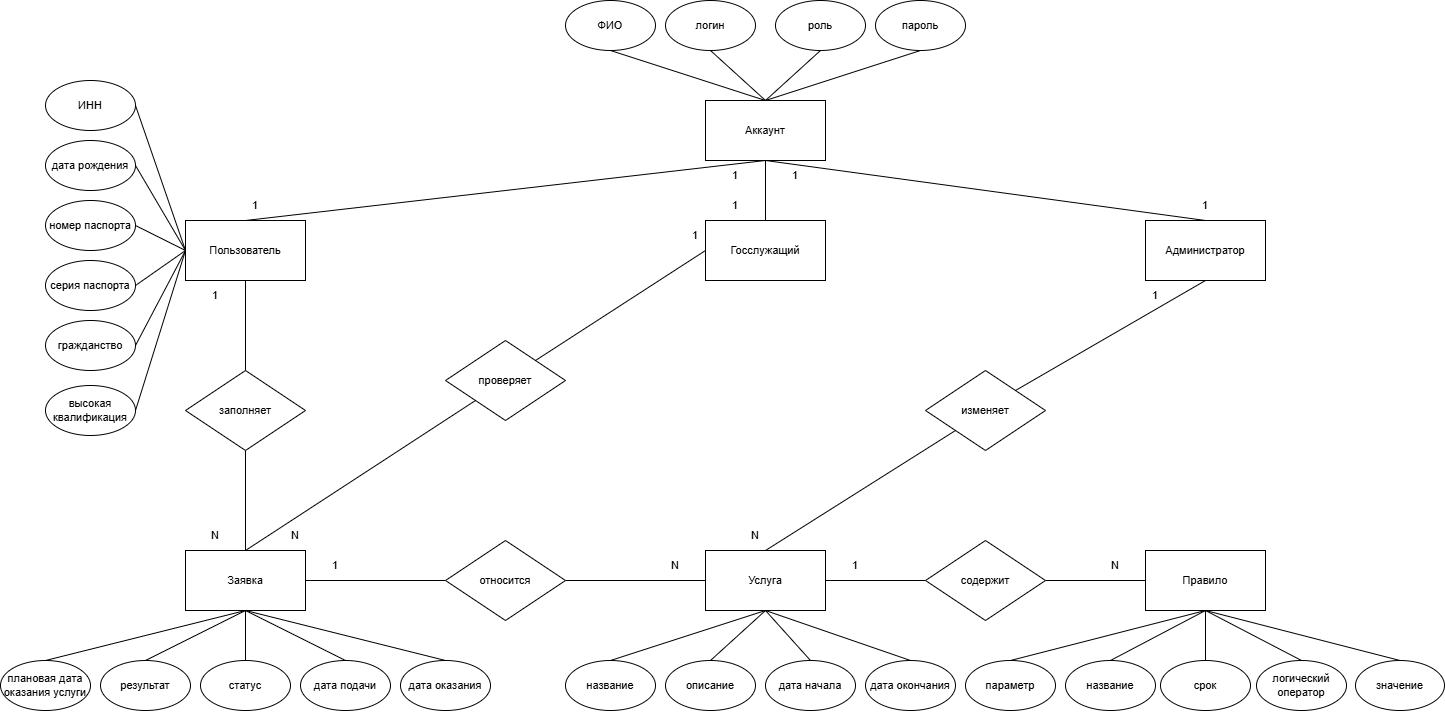 ФИО
логин
роль
пароль
ИНН
Аккаунт
дата рождения
1
1
1
1
1
номер паспорта
1
Пользователь
Госслужащий
Администратор
серия паспорта
1
1
гражданство
проверяет
высокая
квалификация
заполняет
изменяет
N
N
N
1
N
1
N
Заявка
относится
Услуга
содержит
Правило
плановая дата
оказания услуги
результат
статус
дата подачи
дата оказания
название
описание
дата начала
дата окончания
параметр
название
срок
логический
оператор
значение